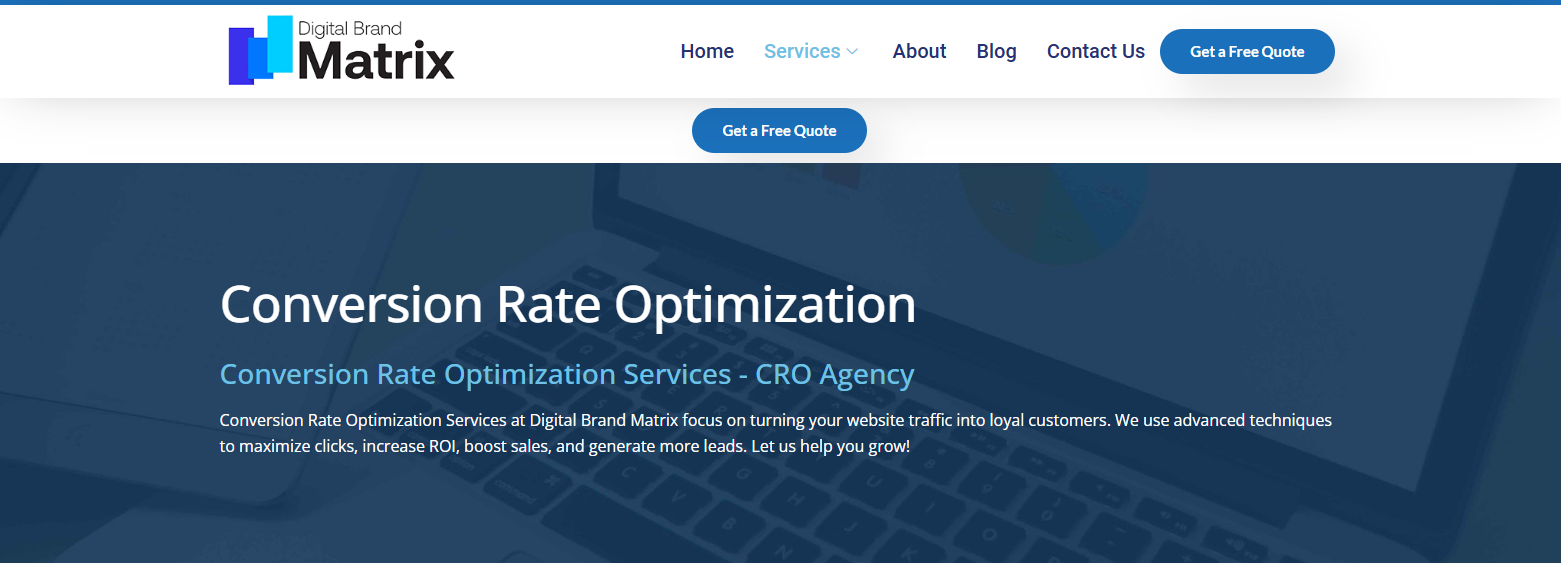 Digital Brand
Matrix
Home Services About Blog Contact Us Get a Free Quote
Get a Free Quote
Conversion Rate Optimization
Conversion Rate Optimization Services - CRO Agency
Conversion Rate Optimization Services at Digital Brand Matrix focus on turning your website traffic into loyal customers. We use advanced techniques
to maximize clicks, increase ROI, boost sales, and generate more leads. Let us help you grow!